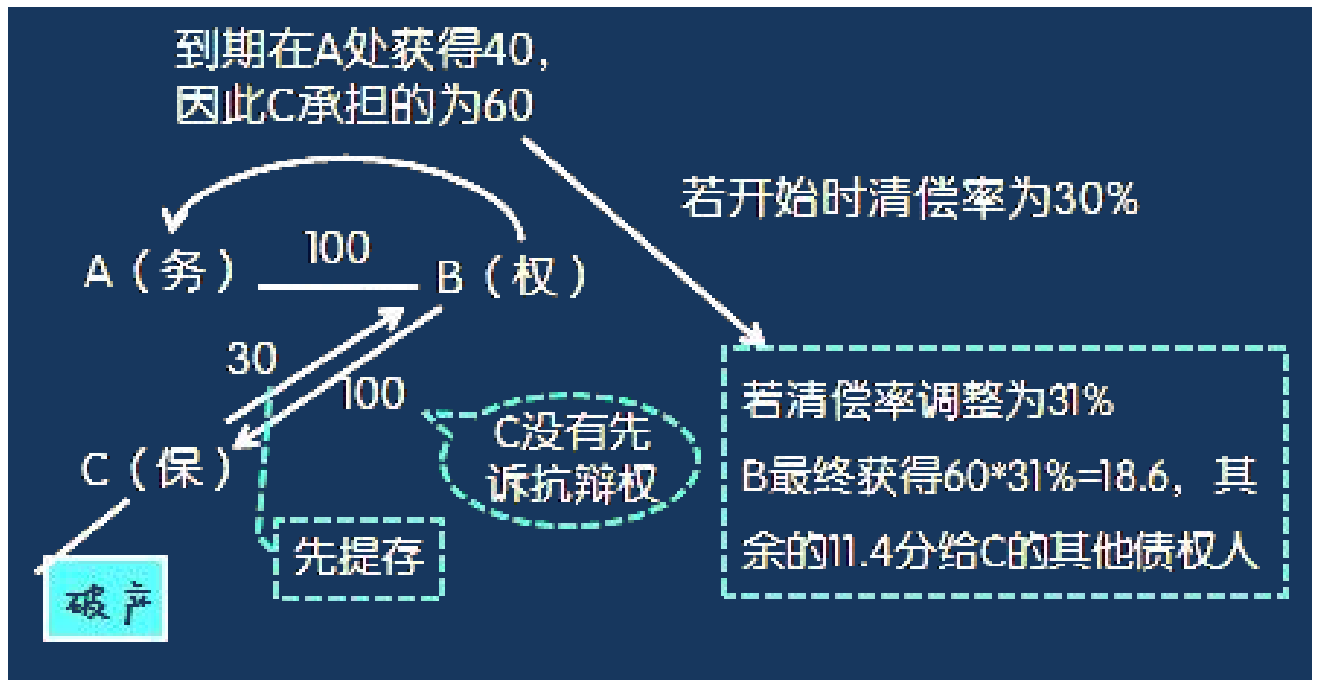 到期在A处获得40，
因此C承担的为60
若开始时清偿率为30%
100
A（务）
B（权）
30
100
C没有先
诉抗辩权
C（保）
先提存
破产
若清偿率调整为31%
B最终获得60*31%=18.6，其
余的11.4分给C的其他债权人